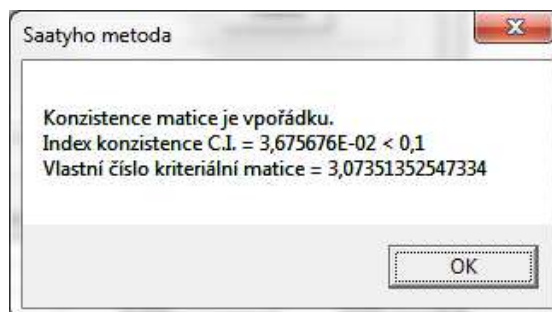 Saatyho metoda
Konzistence matice je vpořádku.
Index konzistence C.I. = 3,675676E-02 < 0,1
Vlastní číslo kriteriální matice = 3,07351352547334
OK